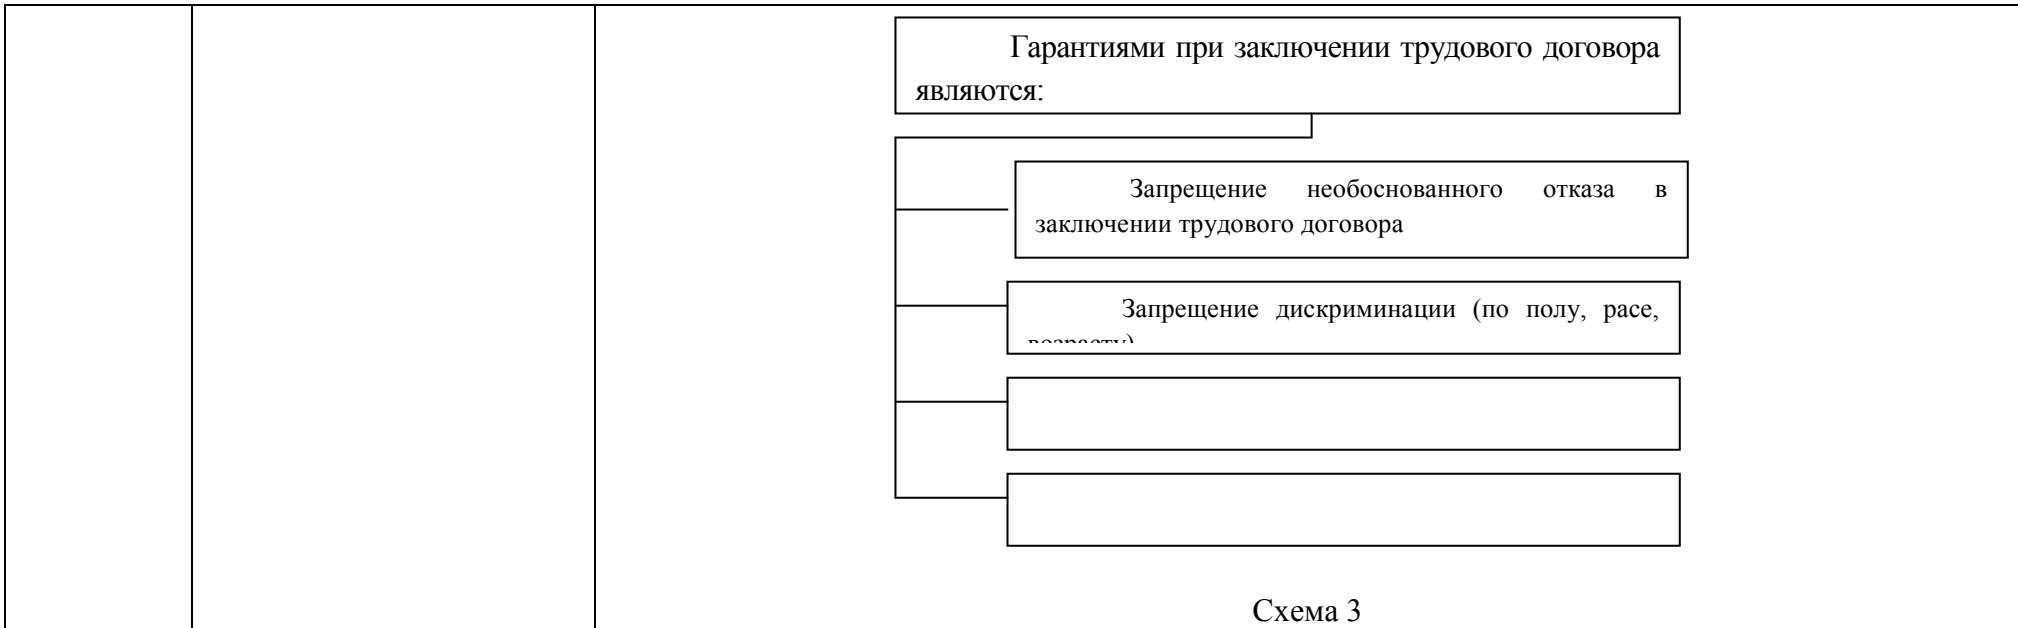 Гарантиями при заключении трудового договора
являются:
Запрещение необоснованного отказа в
заключении трудового договора
Запрещение дискриминации (по полу, расе,
возрасту)
Схема 3